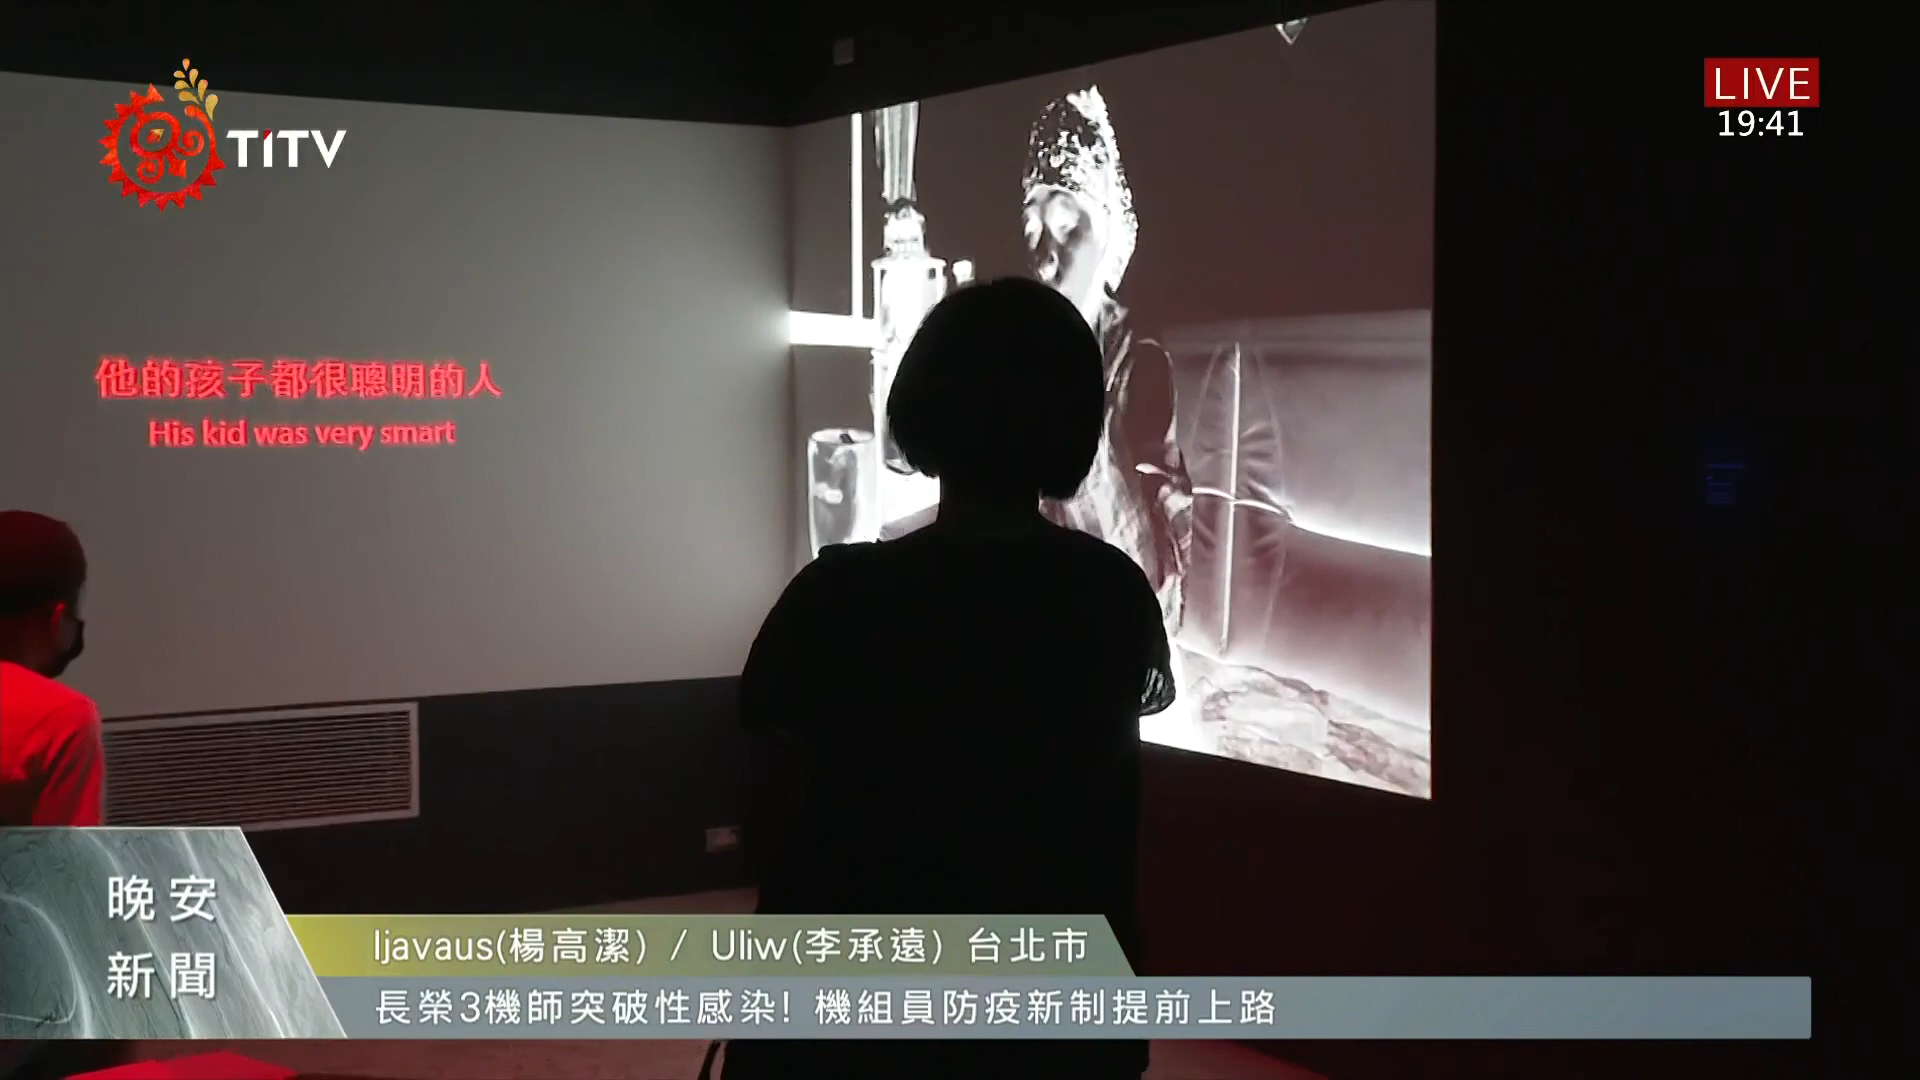 TiTV
LIVE
19:41
他的孩子都很聰明的人
His kid was very smart
晚安
新聞
ljavaus(楊高潔) / Uliw(李承遠) 台北市
長榮3機師突破性感染! 機組員防疫新制提前上路